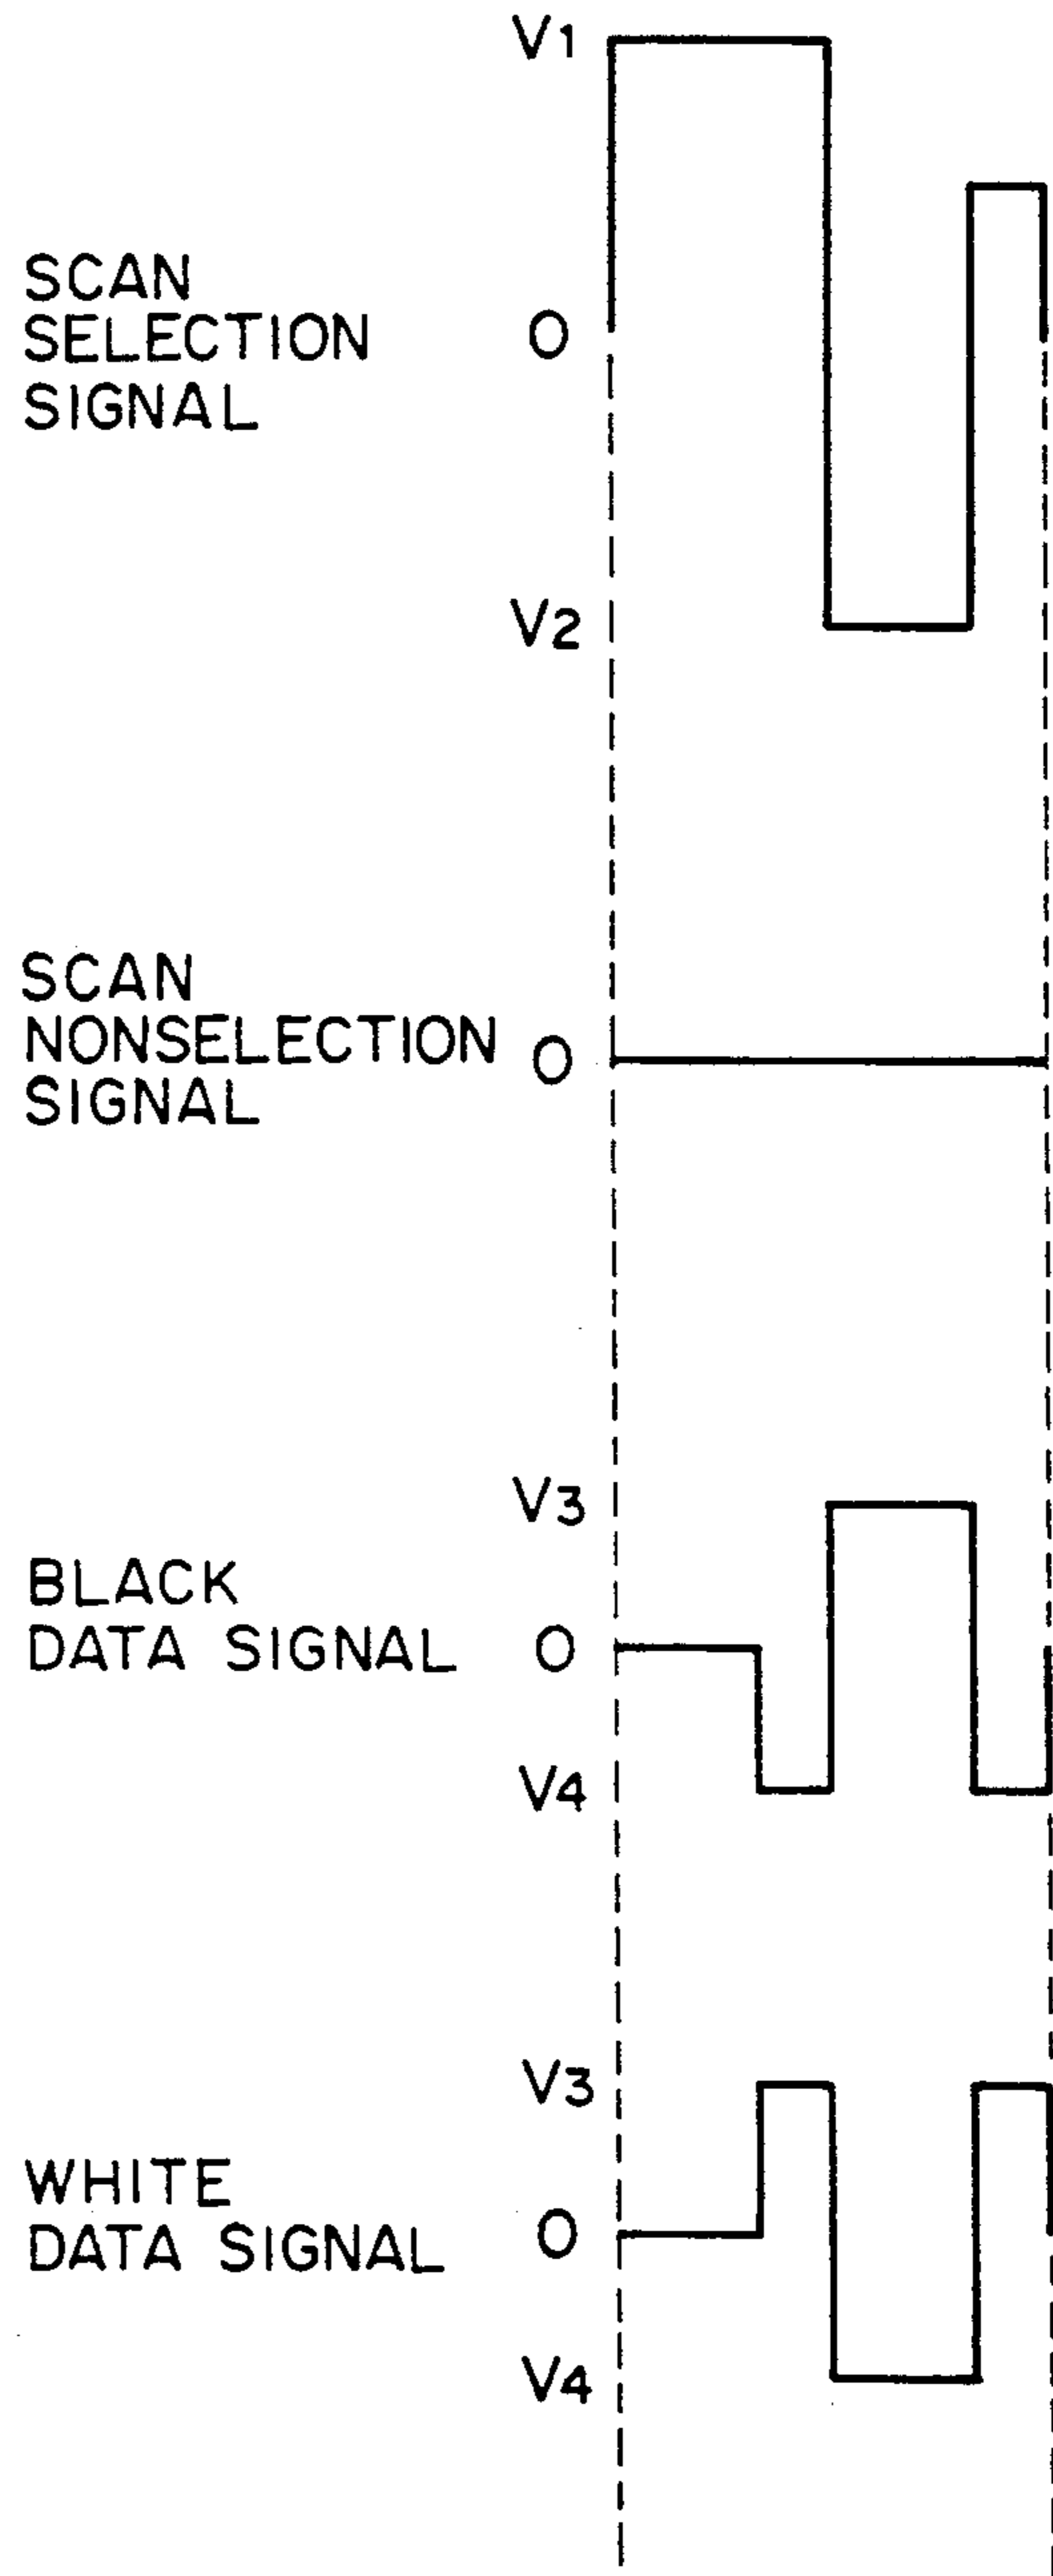 V1
SCAN
SELECTION
SIGNAL
0
V2
SCAN
NONSELECTION
SIGNAL
0
V3
BLACK
DATA SIGNAL
0
V4
V3
WHITE
DATA SIGNAL
0
V4